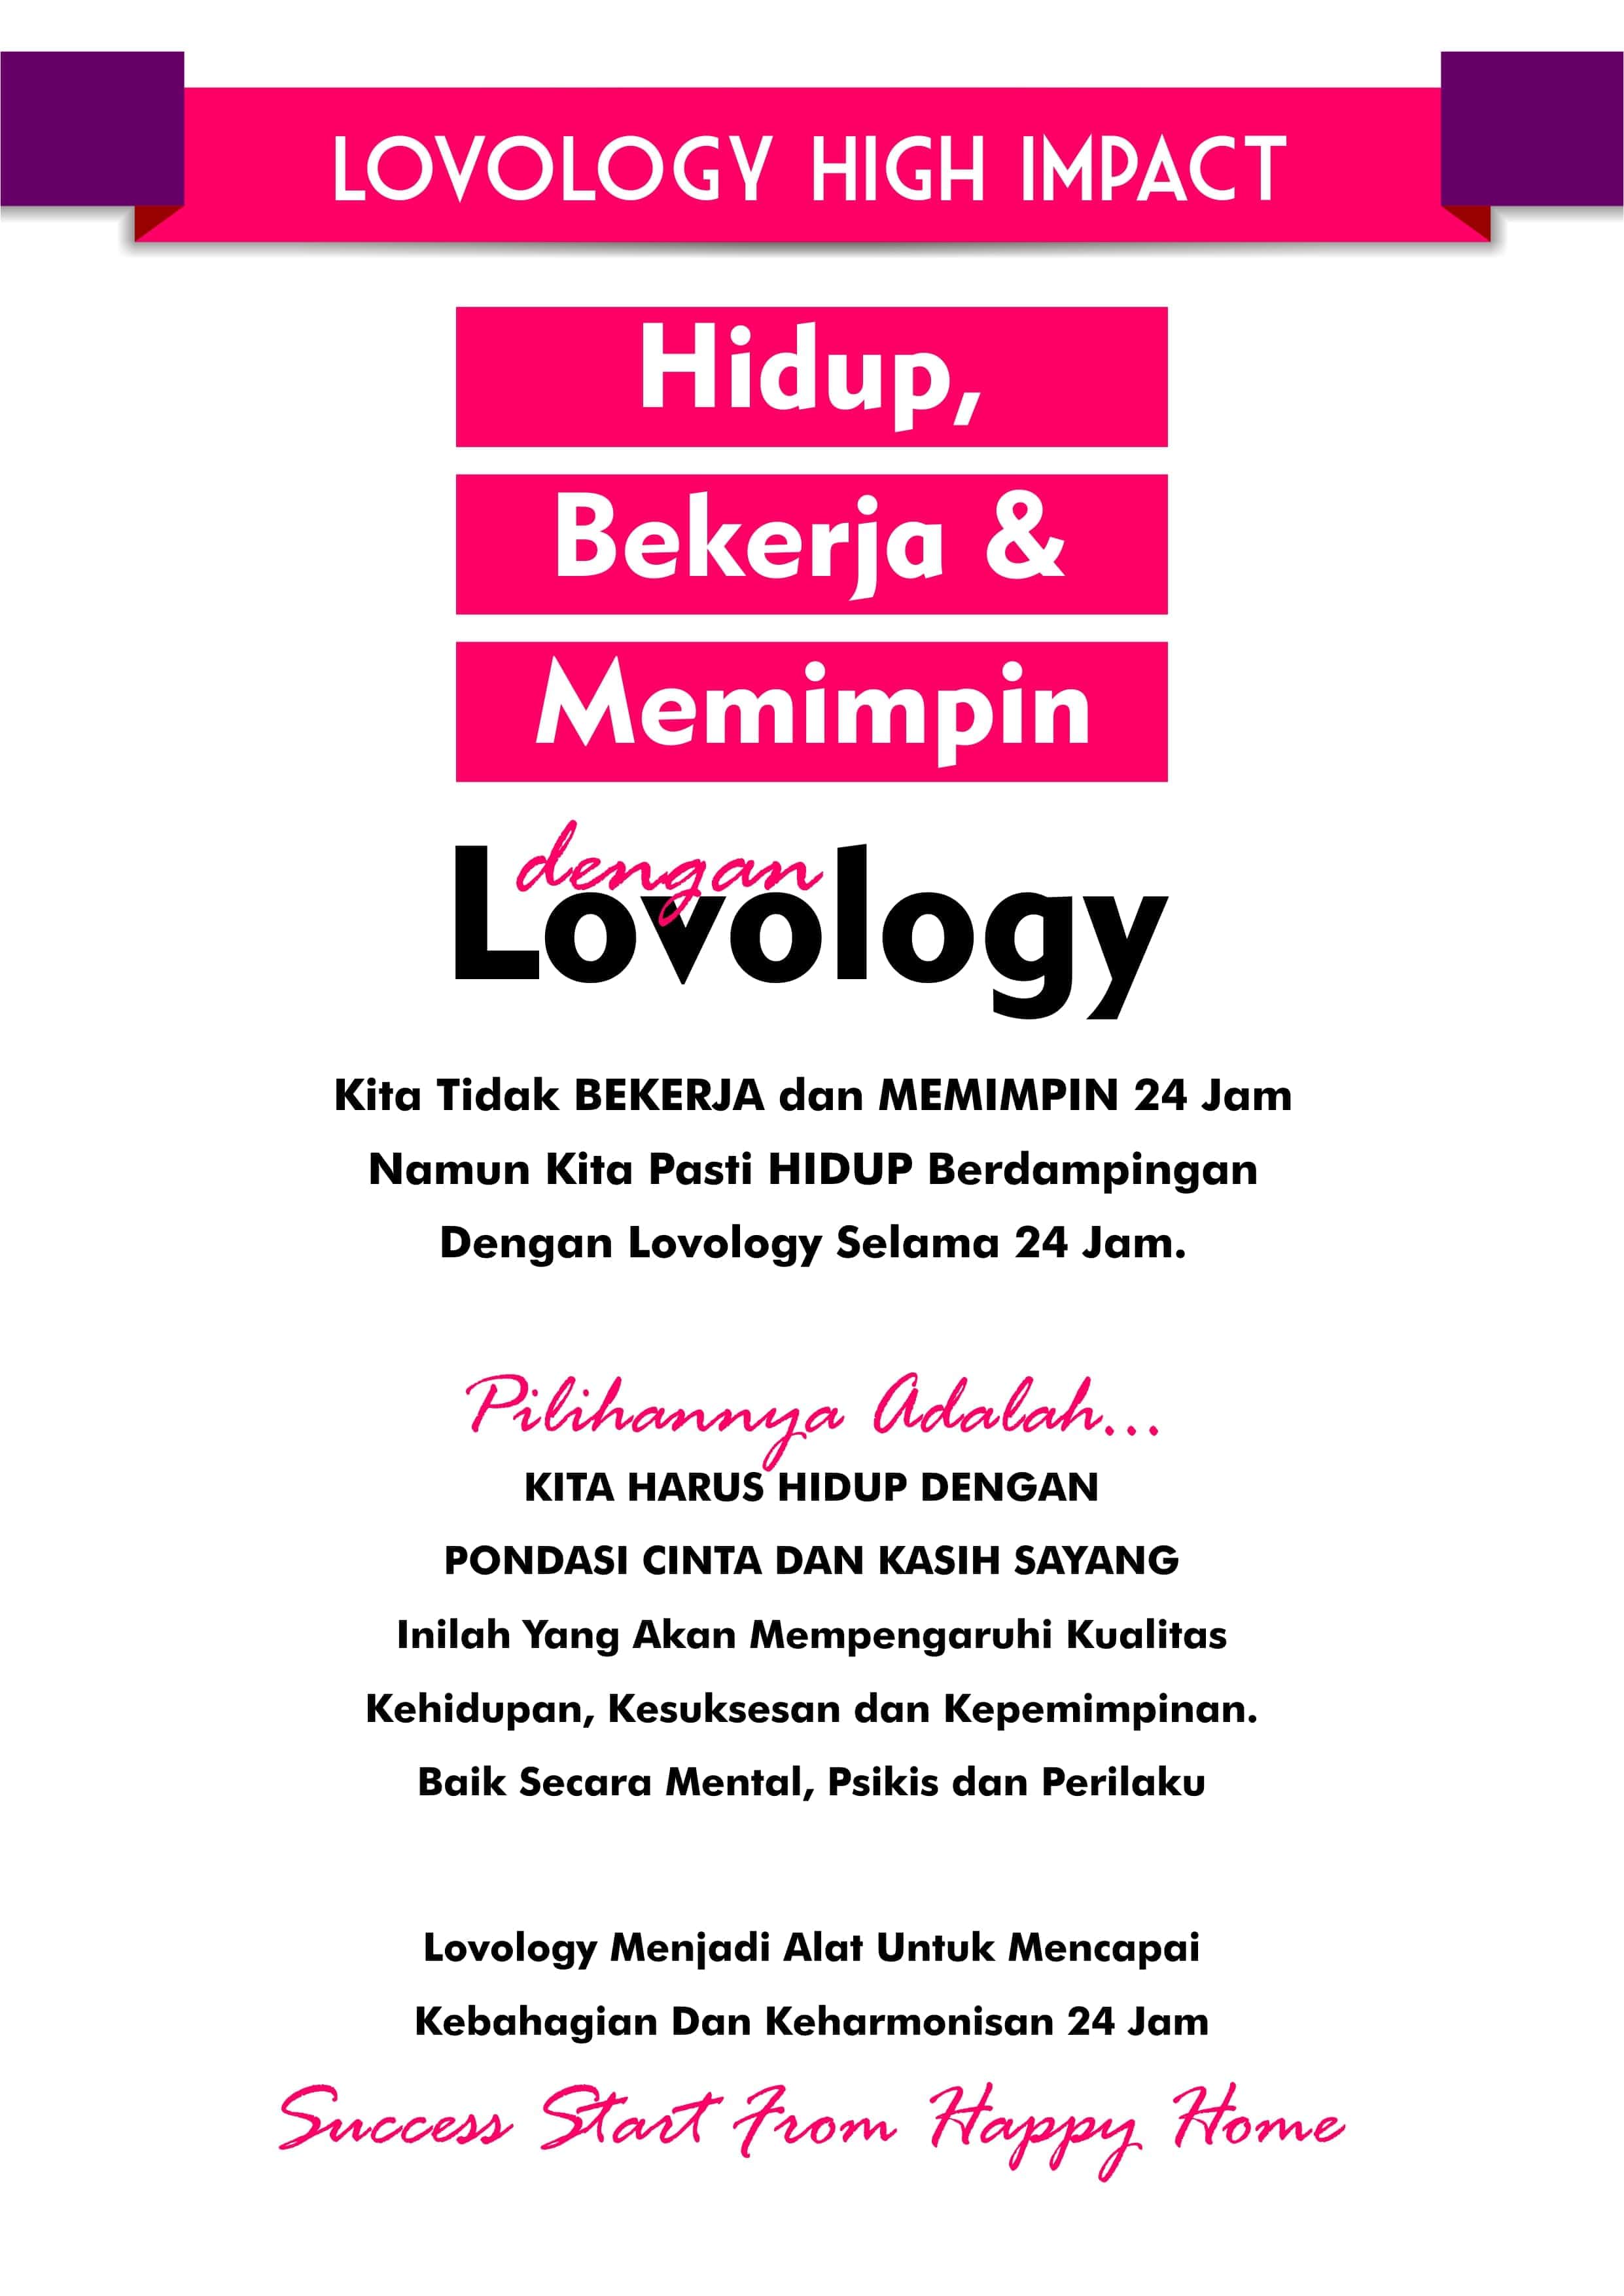 LOVOLOGY HIGH IMPACT
Hidup,
Bekerja &
Memimpin
dengan
Lovology
Kita Tidak BEKERJA dan MEMIMPIN 24 Jam
Namun Kita Pasti HIDUP Berdampingan
Dengan Lovology Selama 24 Jam.
Pilihannya Adalah...
KITA HARUS HIDUP DENGAN
PONDASI CINTA DAN KASIH SAYANG
Inilah Yang Akan Mempengaruhi Kualitas
Kehidupan, Kesuksesan dan Kepemimpinan.
Baik Secara Mental, Psikis dan Perilaku
Lovology Menjadi Alat Untuk Mencapai
Kebahagian Dan Keharmonisan 24 Jam
Success Start From Happy Home